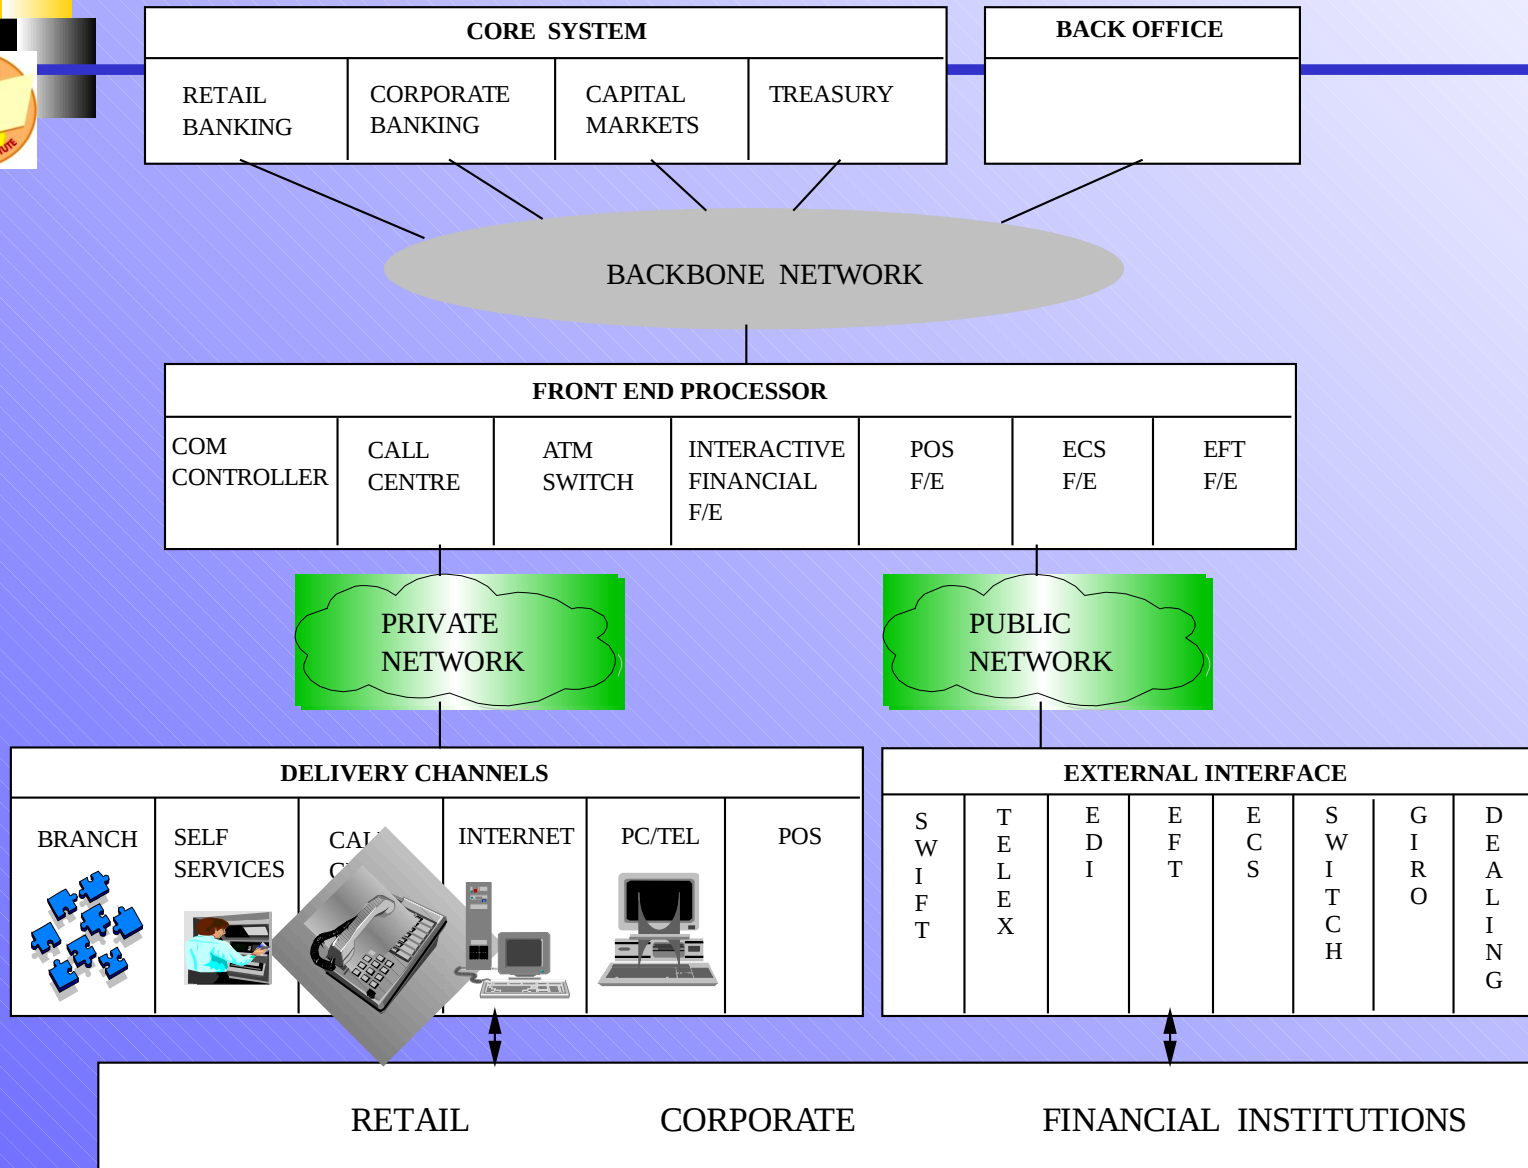 CORE SYSTEM
BACK OFFICE
RETAIL
BANKING
CORPORATE
BANKING
CAPITAL
MARKETS
TREASURY
BACKBONE NETWORK
FRONT END PROCESSOR
COM
CONTROLLER
CALL
CENTRE
ATM
SWITCH
INTERACTIVE
FINANCIAL
F/E
POS
F/E
ECS
F/E
EFT
F/E
PRIVATE
NETWORK
PUBLIC
NETWORK
DELIVERY CHANNELS
BRANCH
SELF
SERVICES
INTERNET
PC/TEL
POS
EXTERNAL INTERFACE
SWIFT
TELEX
EDI
EFT
ECS
SWITCH
GIRO
DEALING
RETAIL
CORPORATE
FINANCIAL INSTITUTIONS